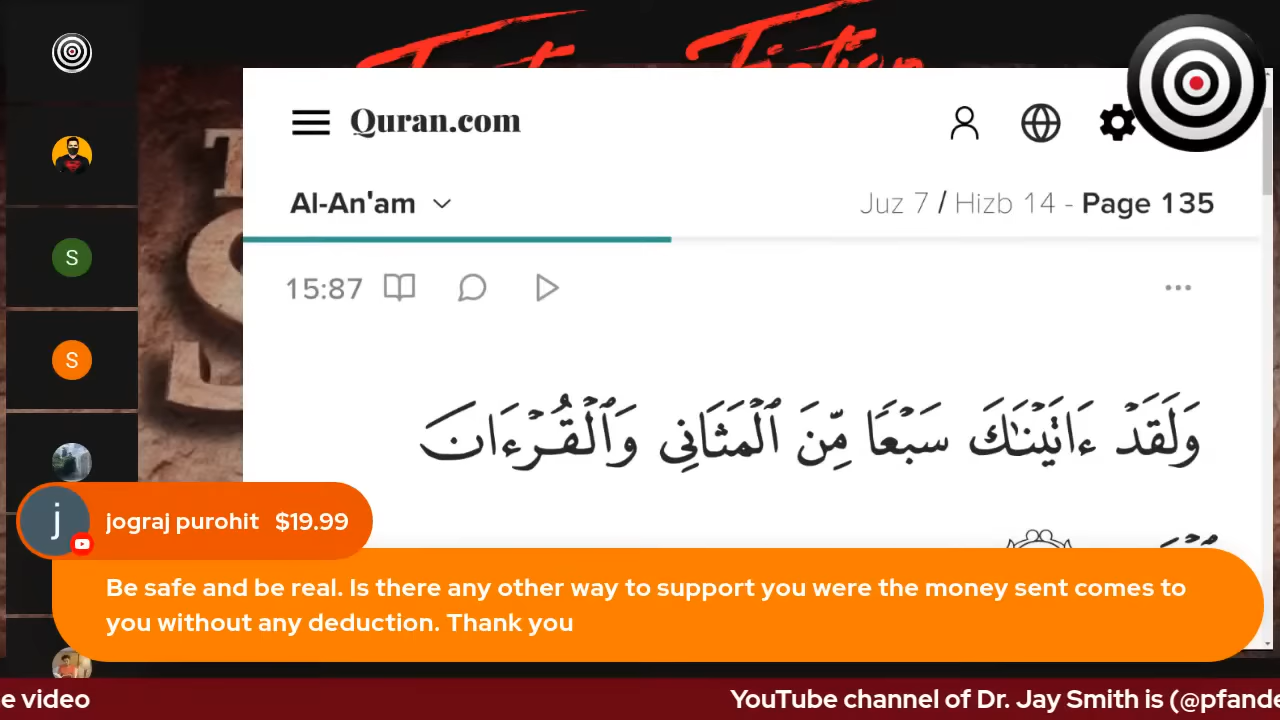 Quran.com
Al-An'am
Juz 7 / Hizb 14 - Page 135
15:87
وَلَقَدْ ءَاتَيْنَـٰكَ سَبْعًا مِّنَ ٱلْمَثَانِى وَٱلْقُرْءَانَ
S
S
j
jograj purohit $19.99
Be safe and be real. Is there any other way to support you were the money sent comes to
you without any deduction. Thank you
e video
YouTube channel of Dr. Jay Smith is (@pfande